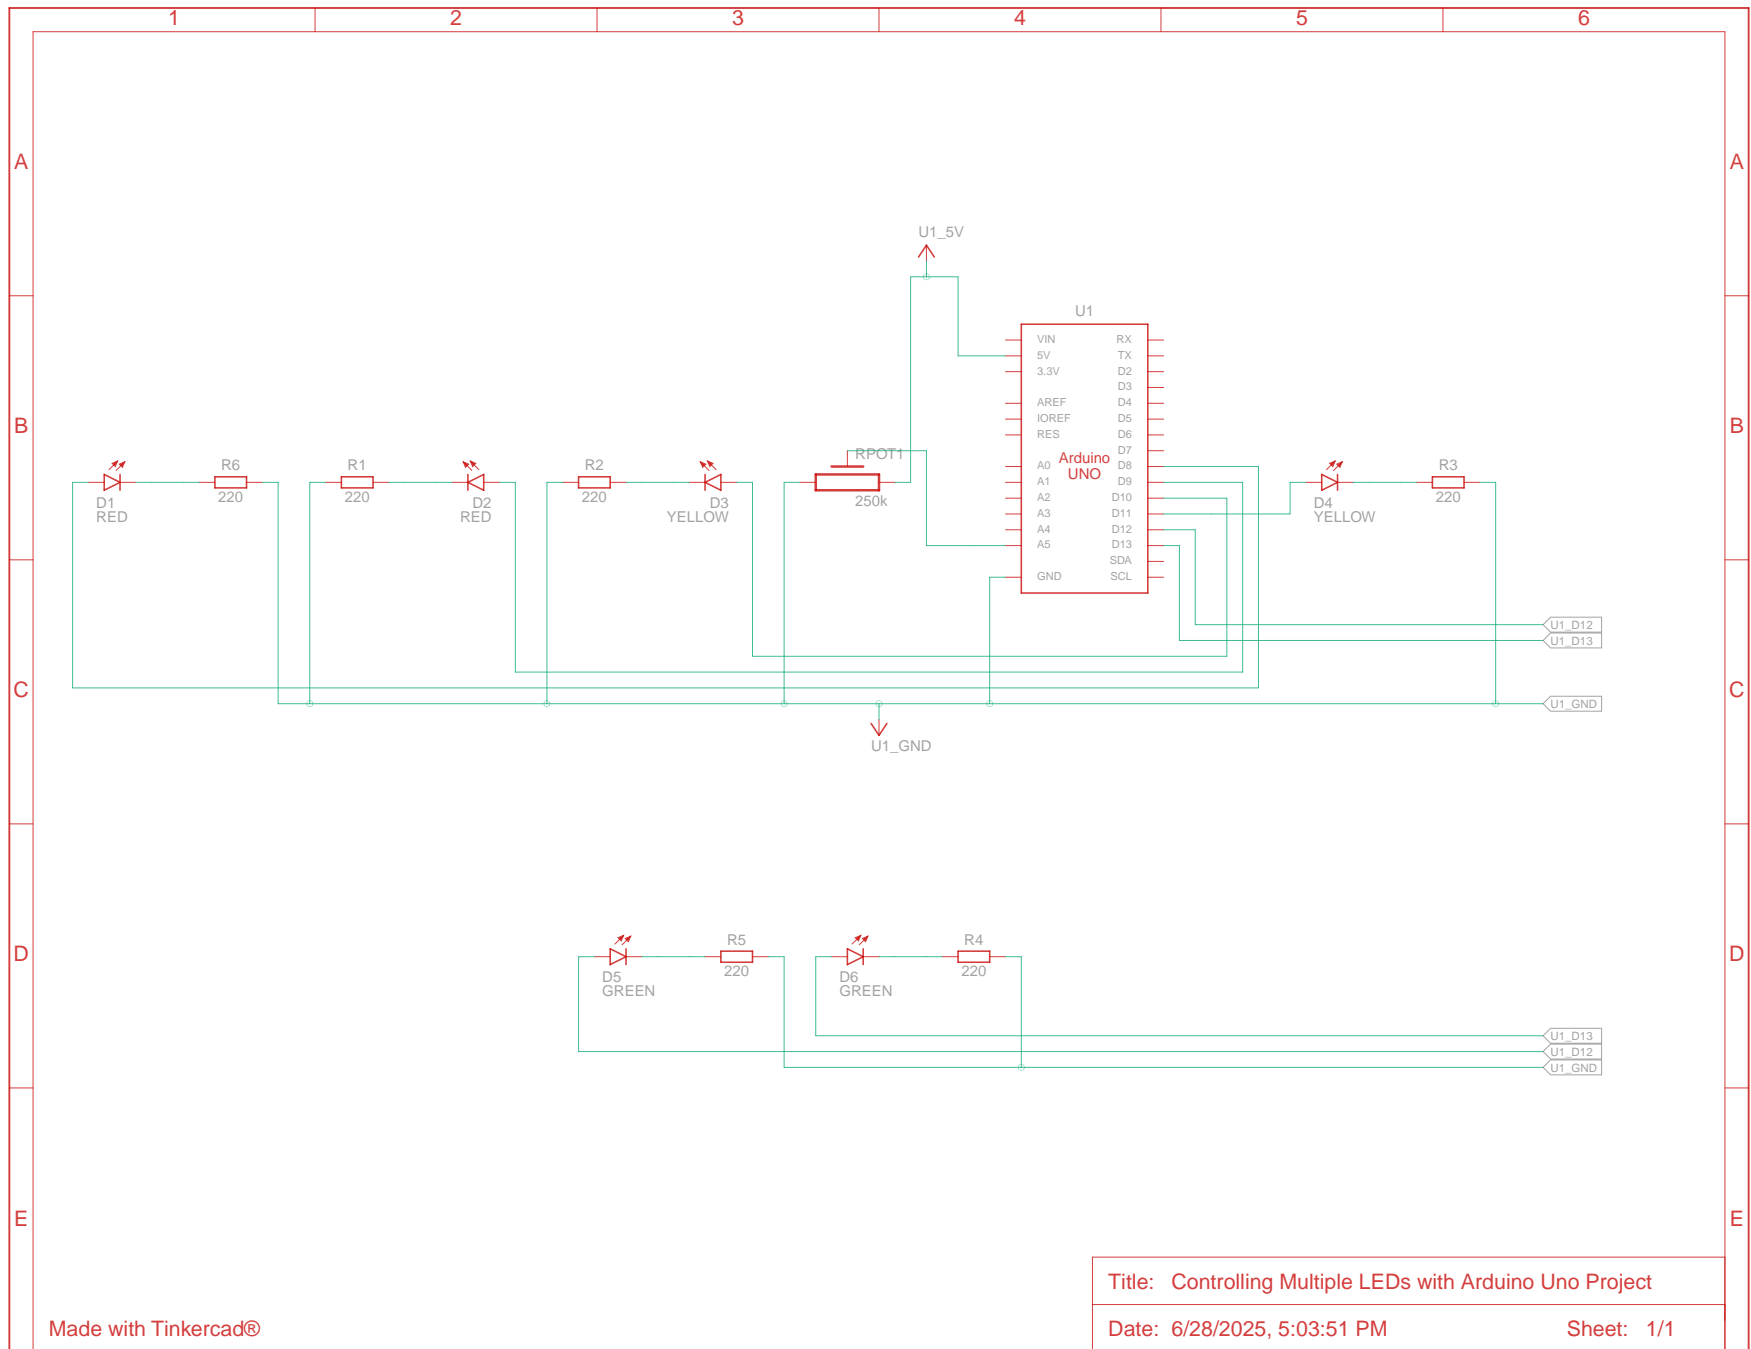 1 2 3 4 5 6
A A
U1_5V
U1
VIN RX
5V TX
3.3V D2
D3
AREF D4
IOREF D5
RES D6
D7
B B
RPOT1
Arduino
UNO
A0 D8
A1 D9
A2 D10
A3 D11
A4 D12
A5 D13
SDA
GND SCL
R6 R1 R2 R3
220 220 220 250k 220
D1 D2 D3 D4
RED RED YELLOW YELLOW
U1_D12
U1_D13
C C
U1_GND
U1_GND
D D
R5 R4
220 220
D5 D6
GREEN GREEN
U1_D13
U1_D12
U1_GND
E E
Title: Controlling Multiple LEDs with Arduino Uno Project
Made with Tinkercad®
Date: 6/28/2025, 5:03:51 PM Sheet: 1/1